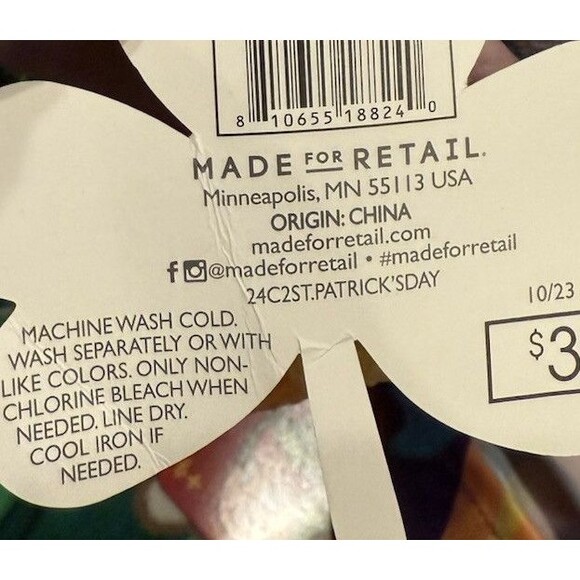 8 10655 18824 0
MADE FOR RETAIL.
Minneapolis, MN 55113 USA
ORIGIN: CHINA
madeforretail.com
@madeforretail • #madeforretail
24C2ST.PATRICK'SDAY
10/23
$3
MACHINE WASH COLD.
WASH SEPARATELY OR WITH
LIKE COLORS. ONLY NON-
CHLORINE BLEACH WHEN
NEEDED. LINE DRY.
COOL IRON IF
NEEDED.